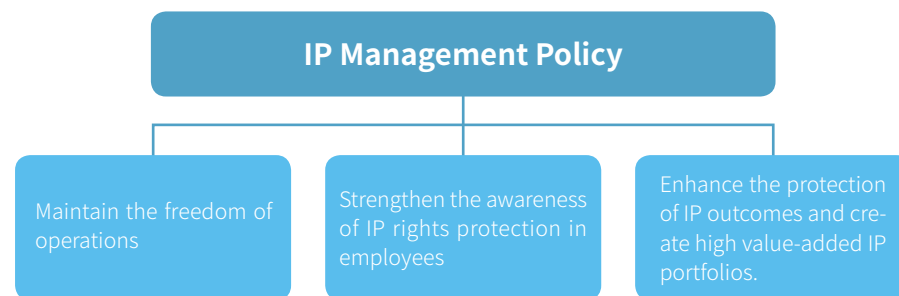 IP Management Policy
Maintain the freedom of
operations
Strengthen the awareness
of IP rights protection in
employees
Enhance the protection
of IP outcomes and cre-
ate high value-added IP
portfolios.